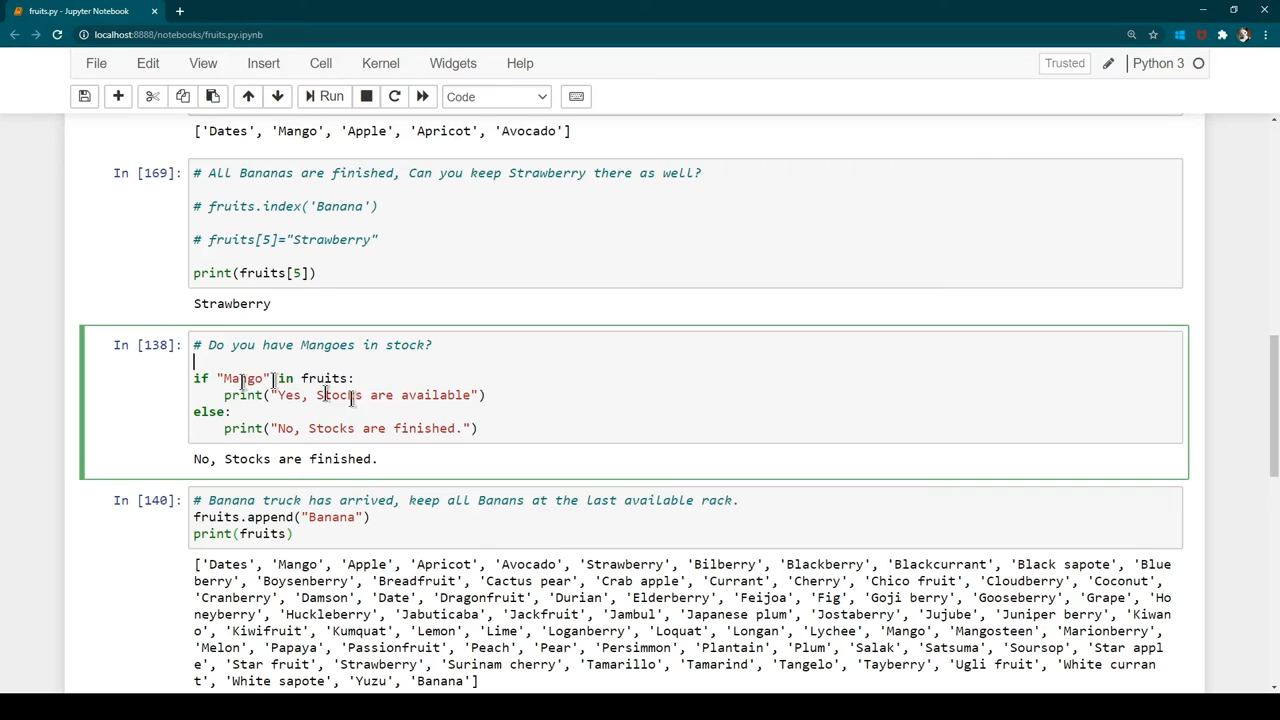 fruits.py - Jupyter Notebook
localhost:8888/notebooks/fruits.py.ipynb
File Edit View Insert Cell Kernel Widgets Help Trusted Python 3
Run Code
['Dates', 'Mango', 'Apple', 'Apricot', 'Avocado']
In [169]: # All Bananas are finished, Can you keep Strawberry there as well?
# fruits.index('Banana')
# fruits[5]="Strawberry"
print(fruits[5])
Strawberry
In [138]: # Do you have Mangoes in stock?
if "Mango" in fruits:
print("Yes, Stocks are available")
else:
print("No, Stocks are finished.")
No, Stocks are finished.
In [140]: # Banana truck has arrived, keep all Banans at the last available rack.
fruits.append("Banana")
print(fruits)
['Dates', 'Mango', 'Apple', 'Apricot', 'Avocado', 'Strawberry', 'Bilberry', 'Blackberry', 'Blackcurrant', 'Black sapote', 'Blue
berry', 'Boysenberry', 'Breadfruit', 'Cactus pear', 'Crab apple', 'Currant', 'Cherry', 'Chico fruit', 'Cloudberry', 'Coconut',
'Cranberry', 'Damson', 'Date', 'Dragonfruit', 'Durian', 'Elderberry', 'Feijoa', 'Fig', 'Goji berry', 'Gooseberry', 'Grape', 'Ho
neyberry', 'Huckleberry', 'Jabuticaba', 'Jackfruit', 'Jambul', 'Japanese plum', 'Jostaberry', 'Jujube', 'Juniper berry', 'Kiwan
o', 'Kiwifruit', 'Kumquat', 'Lemon', 'Lime', 'Loganberry', 'Loquat', 'Longan', 'Lychee', 'Mango', 'Mangosteen', 'Marionberry',
'Melon', 'Papaya', 'Passionfruit', 'Peach', 'Pear', 'Persimmon', 'Plantain', 'Plum', 'Salak', 'Satsuma', 'Soursop', 'Star appl
e', 'Star fruit', 'Strawberry', 'Surinam cherry', 'Tamarillo', 'Tamarind', 'Tangelo', 'Tayberry', 'Ugli fruit', 'White curran
t', 'White sapote', 'Yuzu', 'Banana']